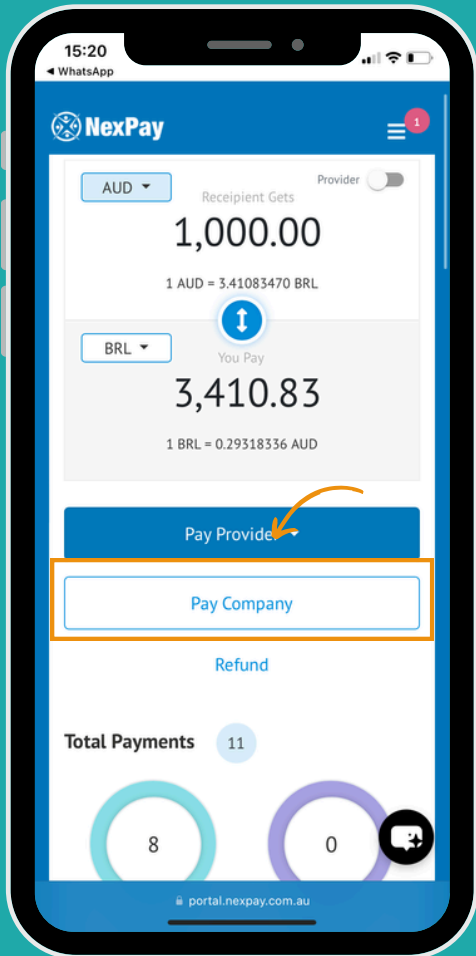 15:20
◀ WhatsApp
NexPay
1
AUD
Provider
Receipient Gets
1,000.00
1 AUD = 3.41083470 BRL
BRL
You Pay
3,410.83
1 BRL = 0.29318336 AUD
Pay Provide
Pay Company
Refund
Total Payments 11
8 0
portal.nexpay.com.au